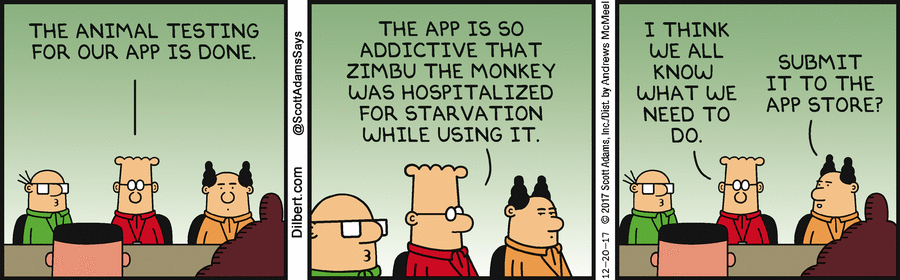 THE ANIMAL TESTING
FOR OUR APP IS DONE.
Dilbert.com
@ScottAdamsSays
THE APP IS SO
ADDICTIVE THAT
ZIMBU THE MONKEY
WAS HOSPITALIZED
FOR STARVATION
WHILE USING IT.
12-20-17 © 2017 Scott Adams, Inc./Dist. by Andrews McMeel
I THINK
WE ALL
KNOW
WHAT WE
NEED TO
DO.
SUBMIT
IT TO THE
APP STORE?